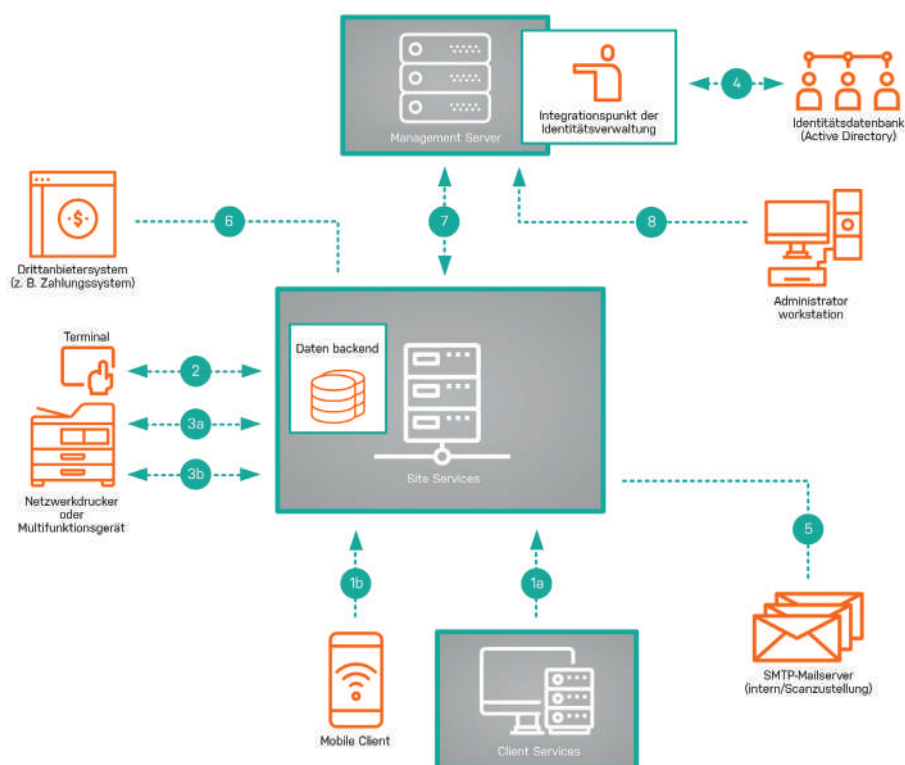 Management Server
Integrationspunkt der
Identitätsverwaltung
4
Identitätsdatenbank
(Active Directory)
6
7
8
$
Drittanbietersystem
(z. B. Zahlungssystem)
Administrator
workstation
Terminal
2
Daten backend
3a
3b
Site Services
Netzwerkdrucker
oder
Multifunktionsgerät
5
1b
1a
SMTP-Mailserver
(intern/Scanzustellung)
Mobile Client
Client Services